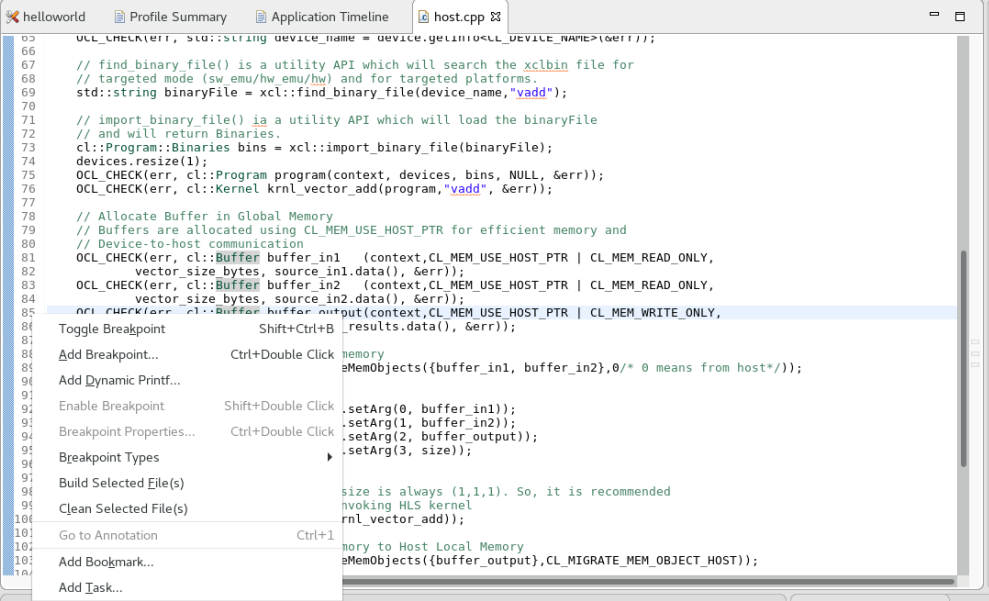 helloworld Profile Summary Application Timeline host.cpp
65 OCL_CHECK(err, std::string device_name = device.getInfo<CL_DEVICE_NAME>(&err));
66
67 // find_binary_file() is a utility API which will search the xclbin file for
68 // targeted mode (sw_emu/hw_emu/hw) and for targeted platforms.
69 std::string binaryFile = xcl::find_binary_file(device_name,"vadd");
70
71 // import_binary_file() ia a utility API which will load the binaryFile
72 // and will return Binaries.
73 cl::Program::Binaries bins = xcl::import_binary_file(binaryFile);
74 devices.resize(1);
75 OCL_CHECK(err, cl::Program program(context, devices, bins, NULL, &err));
76 OCL_CHECK(err, cl::Kernel krnl_vector_add(program,"vadd", &err));
77
78 // Allocate Buffer in Global Memory
79 // Buffers are allocated using CL_MEM_USE_HOST_PTR for efficient memory and
80 // Device-to-host communication
81 OCL_CHECK(err, cl::Buffer buffer_in1 (context,CL_MEM_USE_HOST_PTR | CL_MEM_READ_ONLY,
82 vector_size_bytes, source_in1.data(), &err));
83 OCL_CHECK(err, cl::Buffer buffer_in2 (context,CL_MEM_USE_HOST_PTR | CL_MEM_READ_ONLY,
84 vector_size_bytes, source_in2.data(), &err));
85 OCL_CHECK(err, cl::Buffer buffer_output(context,CL_MEM_USE_HOST_PTR | CL_MEM_WRITE_ONLY,
86 _results.data(), &err));
87
88 memory
89 eMemObjects({buffer_in1, buffer_in2},0/* 0 means from host*/));
90
91
92 .setArg(0, buffer_in1));
93 .setArg(1, buffer_in2));
94 .setArg(2, buffer_output));
95 .setArg(3, size));
96
97
98 size is always (1,1,1). So, it is recommended
99 nvoking HLS kernel
100 rnl_vector_add));
101
102 mory to Host Local Memory
103 eMemObjects({buffer_output},CL_MIGRATE_MEM_OBJECT_HOST));
Toggle Breakpoint Shift+Ctrl+B
Add Breakpoint... Ctrl+Double Click
Add Dynamic Printf...
Enable Breakpoint Shift+Double Click
Breakpoint Properties... Ctrl+Double Click
Breakpoint Types
Build Selected File(s)
Clean Selected File(s)
Go to Annotation Ctrl+1
Add Bookmark...
Add Task...